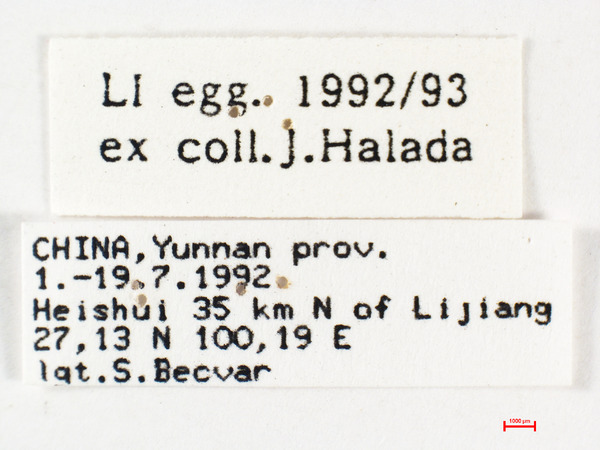 LI egg. 1992/93
ex coll.J.Halada
CHINA,Yunnan prov.
1.-19.7.1992
Heishui 35 km N of Lijiang
27,13 N 100,19 E
lgt.S.Becvar
1000 µm